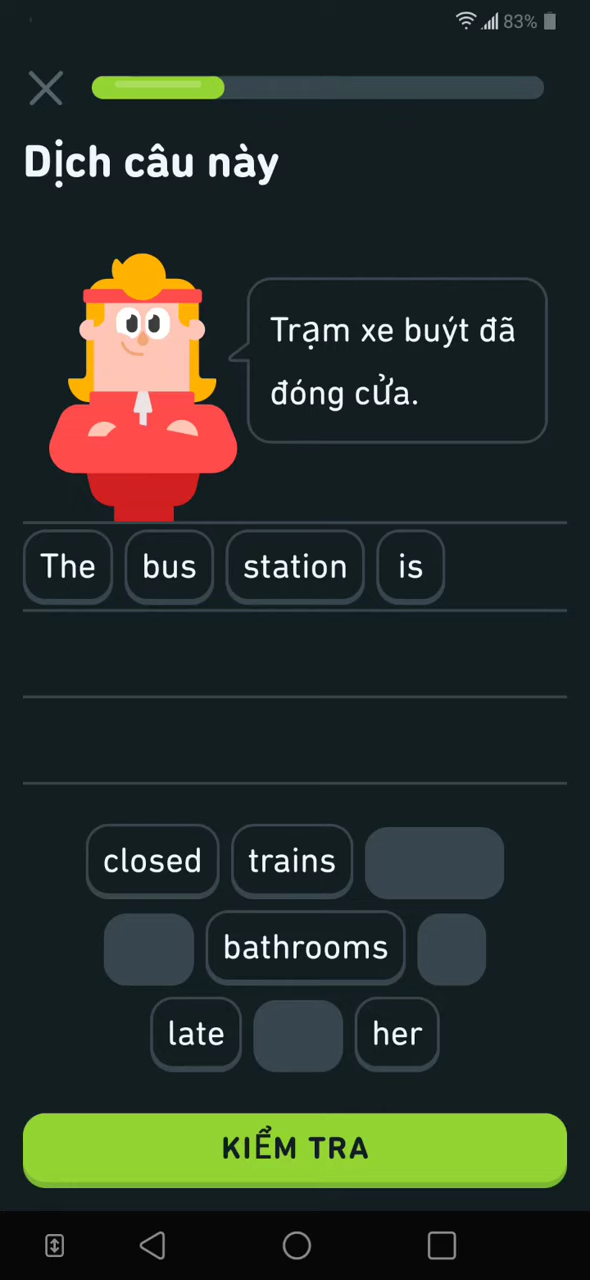 83%
Dịch câu này
Trạm xe buýt đã
đóng cửa.
The bus station is
closed trains
bathrooms
late her
KIỂM TRA